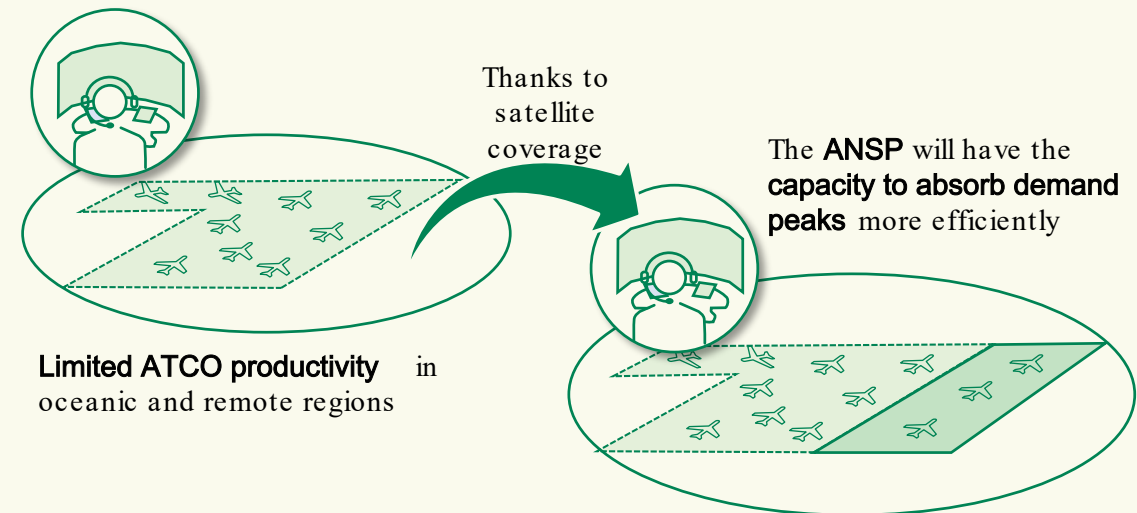 Thanks to
satellite
coverage
The ANSP will have the
capacity to absorb demand
peaks more efficiently
Limited ATCO productivity in
oceanic and remote regions